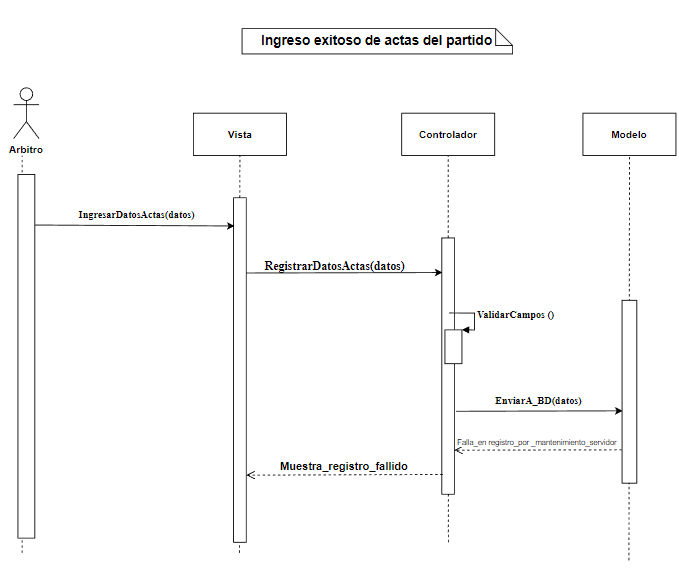 Ingreso exitoso de actas del partido
Arbitro
Vista
Controlador
Modelo
IngresarDatosActas(datos)
RegistrarDatosActas(datos)
ValidarCampos ()
EnviarA_BD(datos)
Falla_en registro_por _mantenimiento_servidor
Muestra_registro_fallido